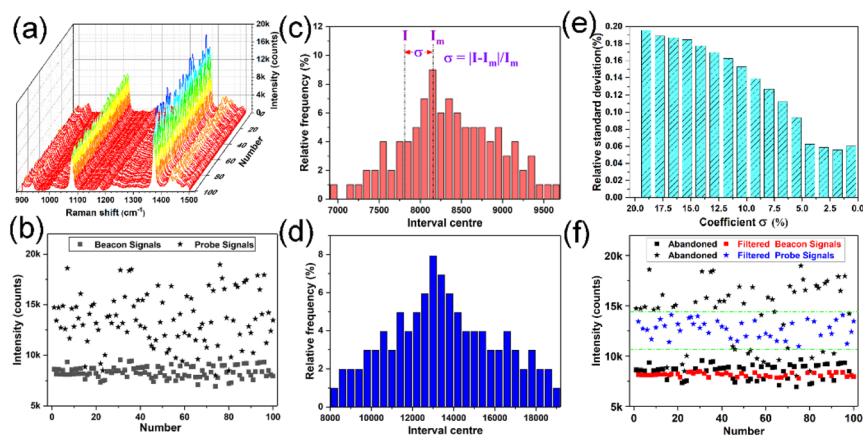 (a)
20k
16k
12k
8k
4k
0
Intensity (counts)
20
40
60
80
100
Number
900 1000 1100 1200 1300 1400 1500
Raman shift (cm⁻¹)
(b)
Beacon Signals Probe Signals
20k
15k
10k
5k
Intensity (counts)
0 20 40 60 80 100
Number
(c)
I Im
σ
σ = |I-Im|/Im
12
10
8
6
4
2
0
Relative frequency (%)
7000 7500 8000 8500 9000 9500
Interval centre
(d)
8
6
4
2
0
Relative frequency (%)
8000 10000 12000 14000 16000 18000
Interval centre
(e)
0.20
0.18
0.16
0.14
0.12
0.10
0.08
0.06
0.00
Relative standard deviation(%)
20.0 17.5 15.0 12.5 10.0 7.5 5.0 2.5 0.0
Coefficient σ (%)
(f)
Abandoned Filtered Beacon Signals
Abandoned Filtered Probe Signals
20k
15k
10k
5k
Intensity (counts)
0 20 40 60 80 100
Number